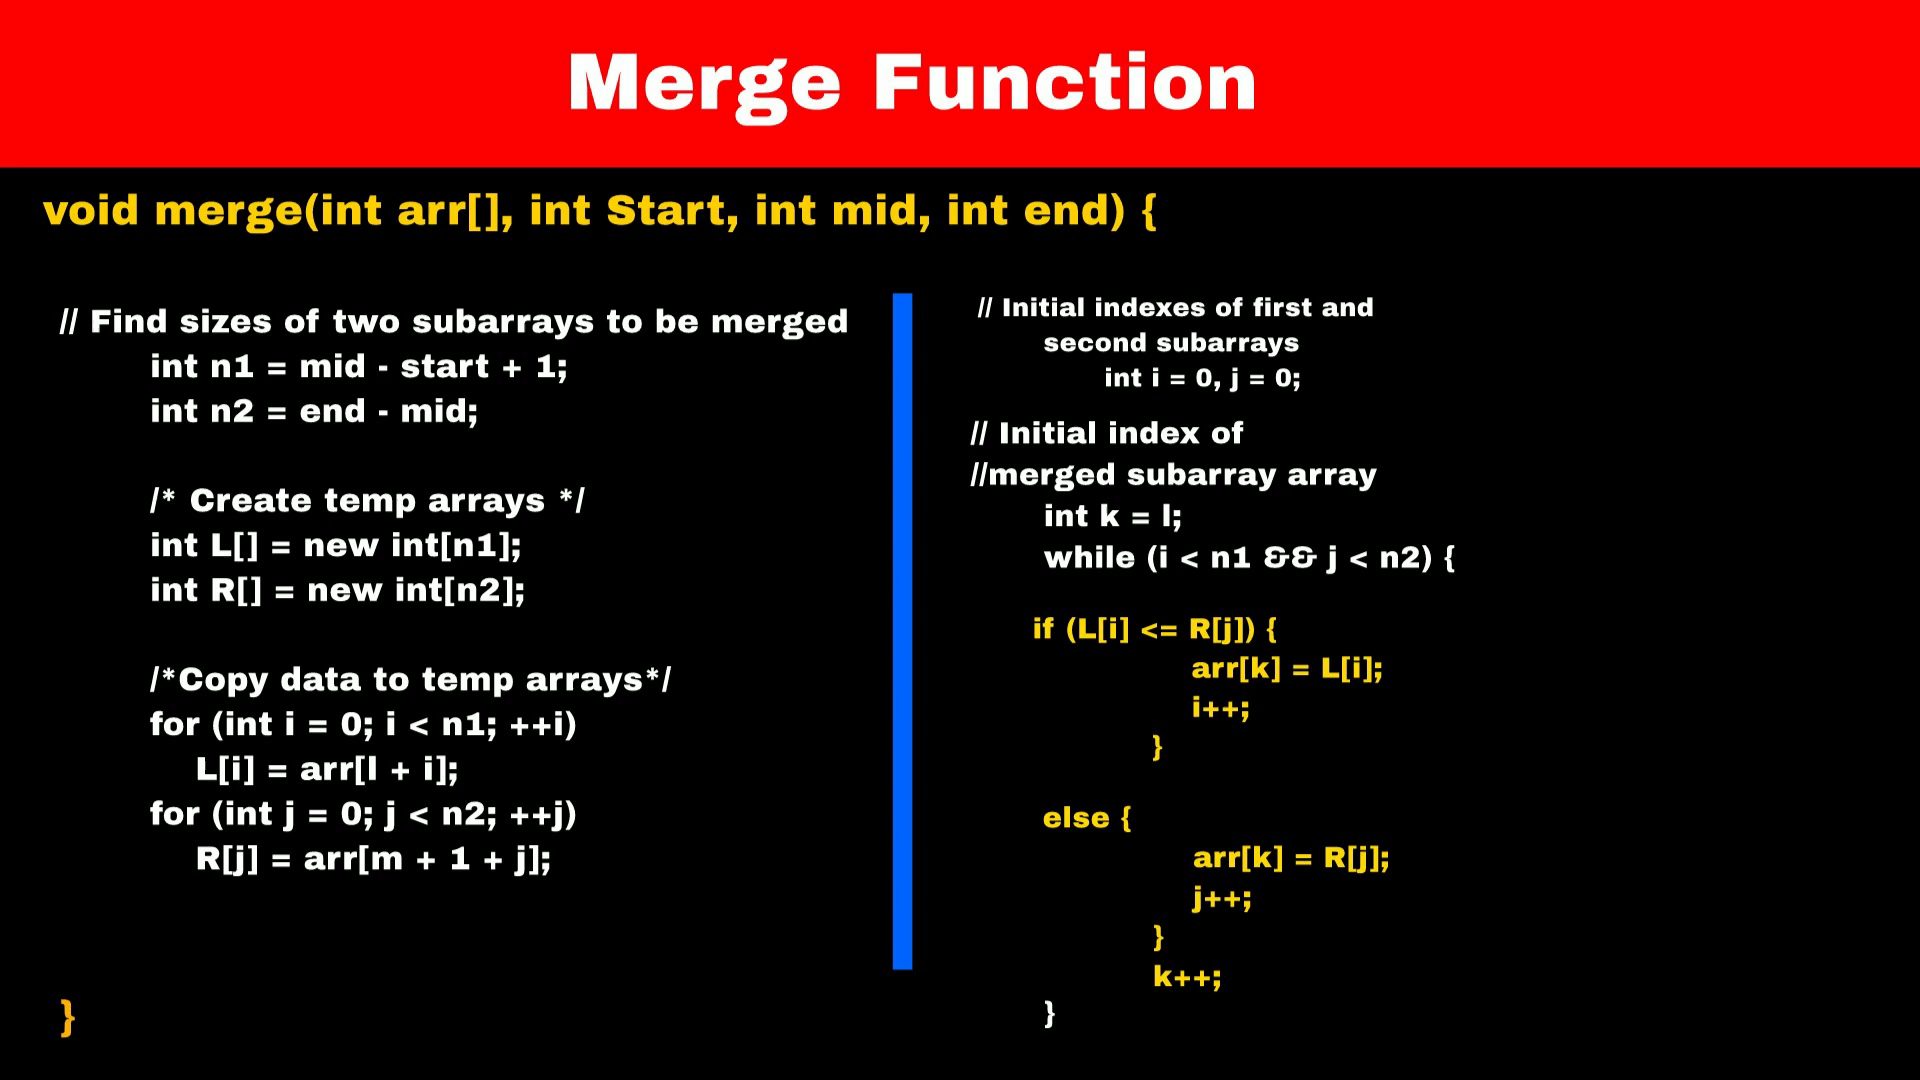 Merge Function
void merge(int arr[], int Start, int mid, int end) {
// Find sizes of two subarrays to be merged
int n1 = mid - start + 1;
int n2 = end - mid;
/* Create temp arrays */
int L[] = new int[n1];
int R[] = new int[n2];
/*Copy data to temp arrays*/
for (int i = 0; i < n1; ++i)
L[i] = arr[l + i];
for (int j = 0; j < n2; ++j)
R[j] = arr[m + 1 + j];
}
// Initial indexes of first and
second subarrays
int i = 0, j = 0;
// Initial index of
//merged subarray array
int k = l;
while (i < n1 && j < n2) {
if (L[i] <= R[j]) {
arr[k] = L[i];
i++;
}
else {
arr[k] = R[j];
j++;
}
k++;
}